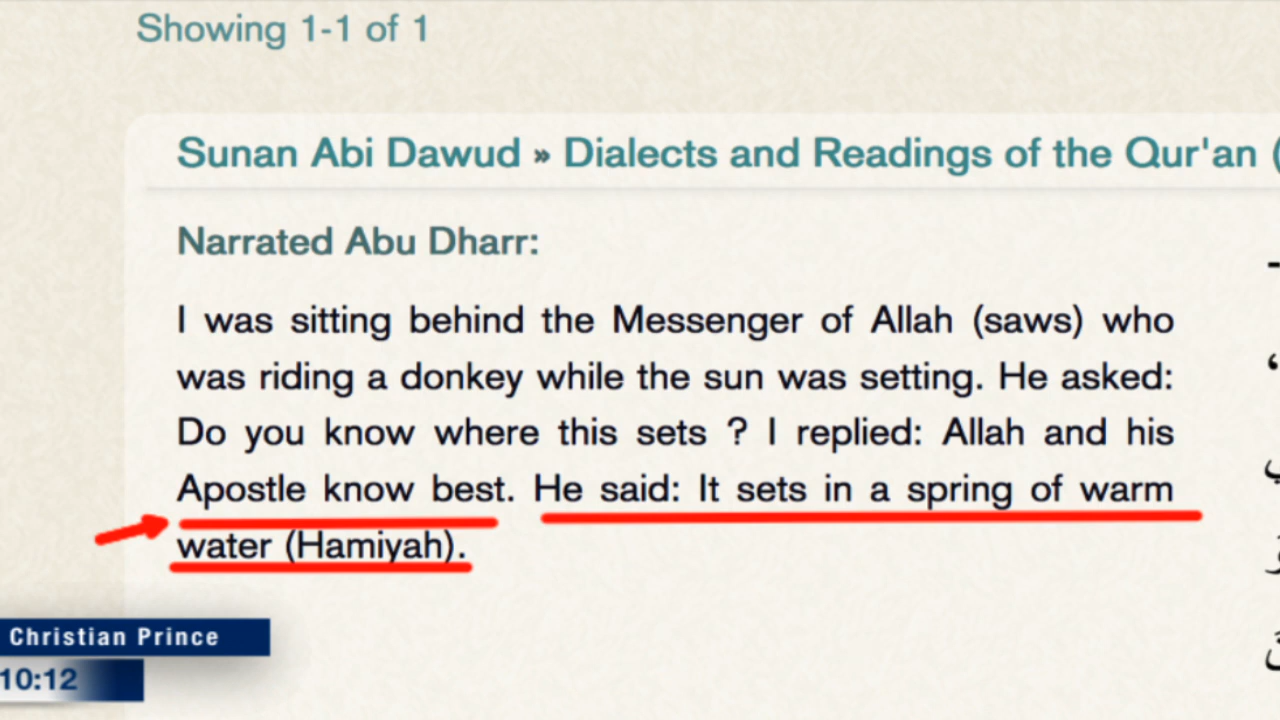 Showing 1-1 of 1
Sunan Abi Dawud » Dialects and Readings of the Qur'an (
Narrated Abu Dharr:
I was sitting behind the Messenger of Allah (saws) who
was riding a donkey while the sun was setting. He asked:
Do you know where this sets ? I replied: Allah and his
Apostle know best. He said: It sets in a spring of warm
water (Hamiyah).
Christian Prince
10:12